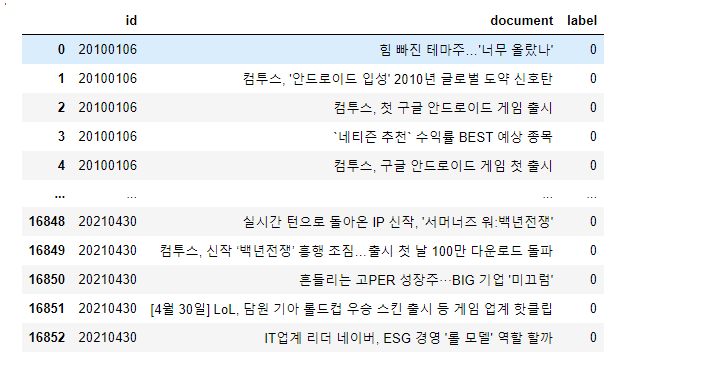 id document label
0 20100106 힘 빠진 테마주...'너무 올랐나' 0
1 20100106 컴투스, '안드로이드 입성' 2010년 글로벌 도약 신호탄 0
2 20100106 컴투스, 첫 구글 안드로이드 게임 출시 0
3 20100106 `네티즌 추천` 수익률 BEST 예상 종목 0
4 20100106 컴투스, 구글 안드로이드 게임 첫 출시 0
... ... ... ...
16848 20210430 실시간 턴으로 돌아온 IP 신작, '서머너즈 워:백년전쟁' 0
16849 20210430 컴투스, 신작 ‘백년전쟁’ 흥행 조짐…출시 첫 날 100만 다운로드 돌파 0
16850 20210430 흔들리는 고PER 성장주…BIG 기업 '미끄럼' 0
16851 20210430 [4월 30일] LoL, 담원 기아 롤드컵 우승 스킨 출시 등 게임 업계 핫클립 0
16852 20210430 IT업계 리더 네이버, ESG 경영 '롤 모델' 역할 할까 0